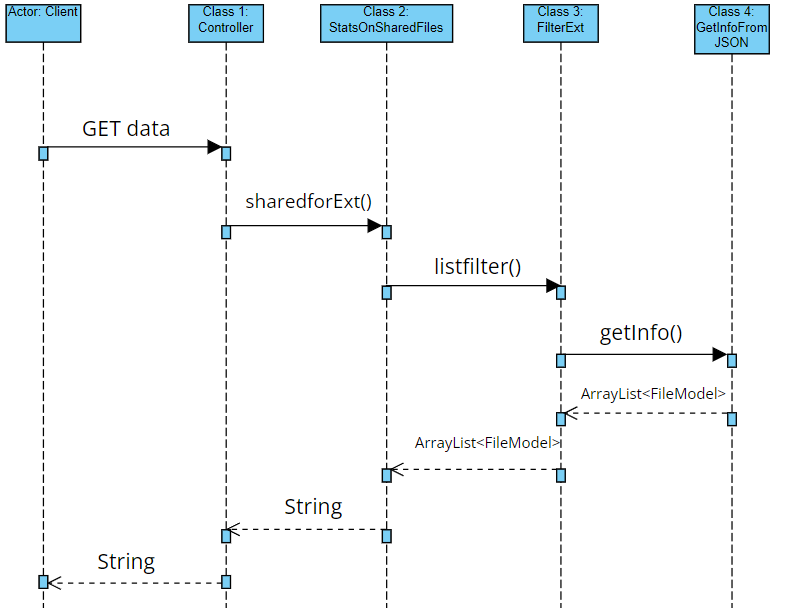 Actor: Client
Class 1:
Controller
Class 2:
StatsOnSharedFiles
Class 3:
FilterExt
Class 4:
GetInfoFrom
JSON
GET data
sharedforExt()
listfilter()
getInfo()
ArrayList<FileModel>
ArrayList<FileModel>
String
String